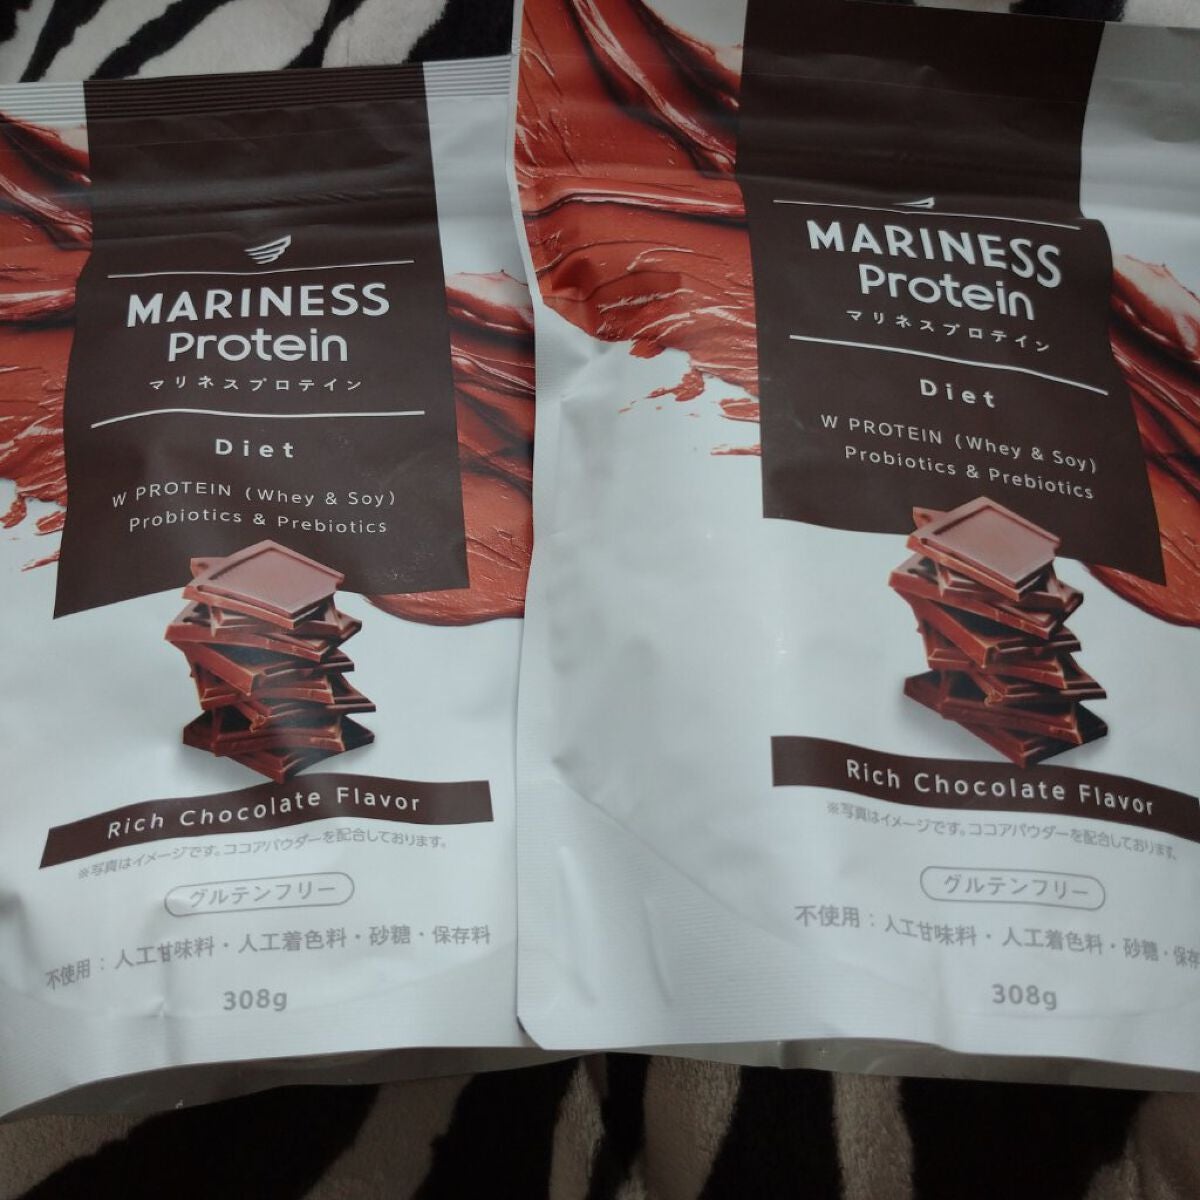 MARINESS
Protein
マリネスプロテイン
Diet
W PROTEIN (Whey & Soy)
Probiotics & Prebiotics
Rich Chocolate Flavor
※写真はイメージです。ココアパウダーを配合しております。
グルテンフリー
不使用：人工甘味料・人工着色料・砂糖・保存料
308g
MARINESS
Protein
マリネスプロテイン
Diet
W PROTEIN (Whey & Soy)
Probiotics & Prebiotics
Rich Chocolate Flavor
※写真はイメージです。ココアパウダーを配合しております。
グルテンフリー
不使用：人工甘味料・人工着色料・砂糖・保存
308g